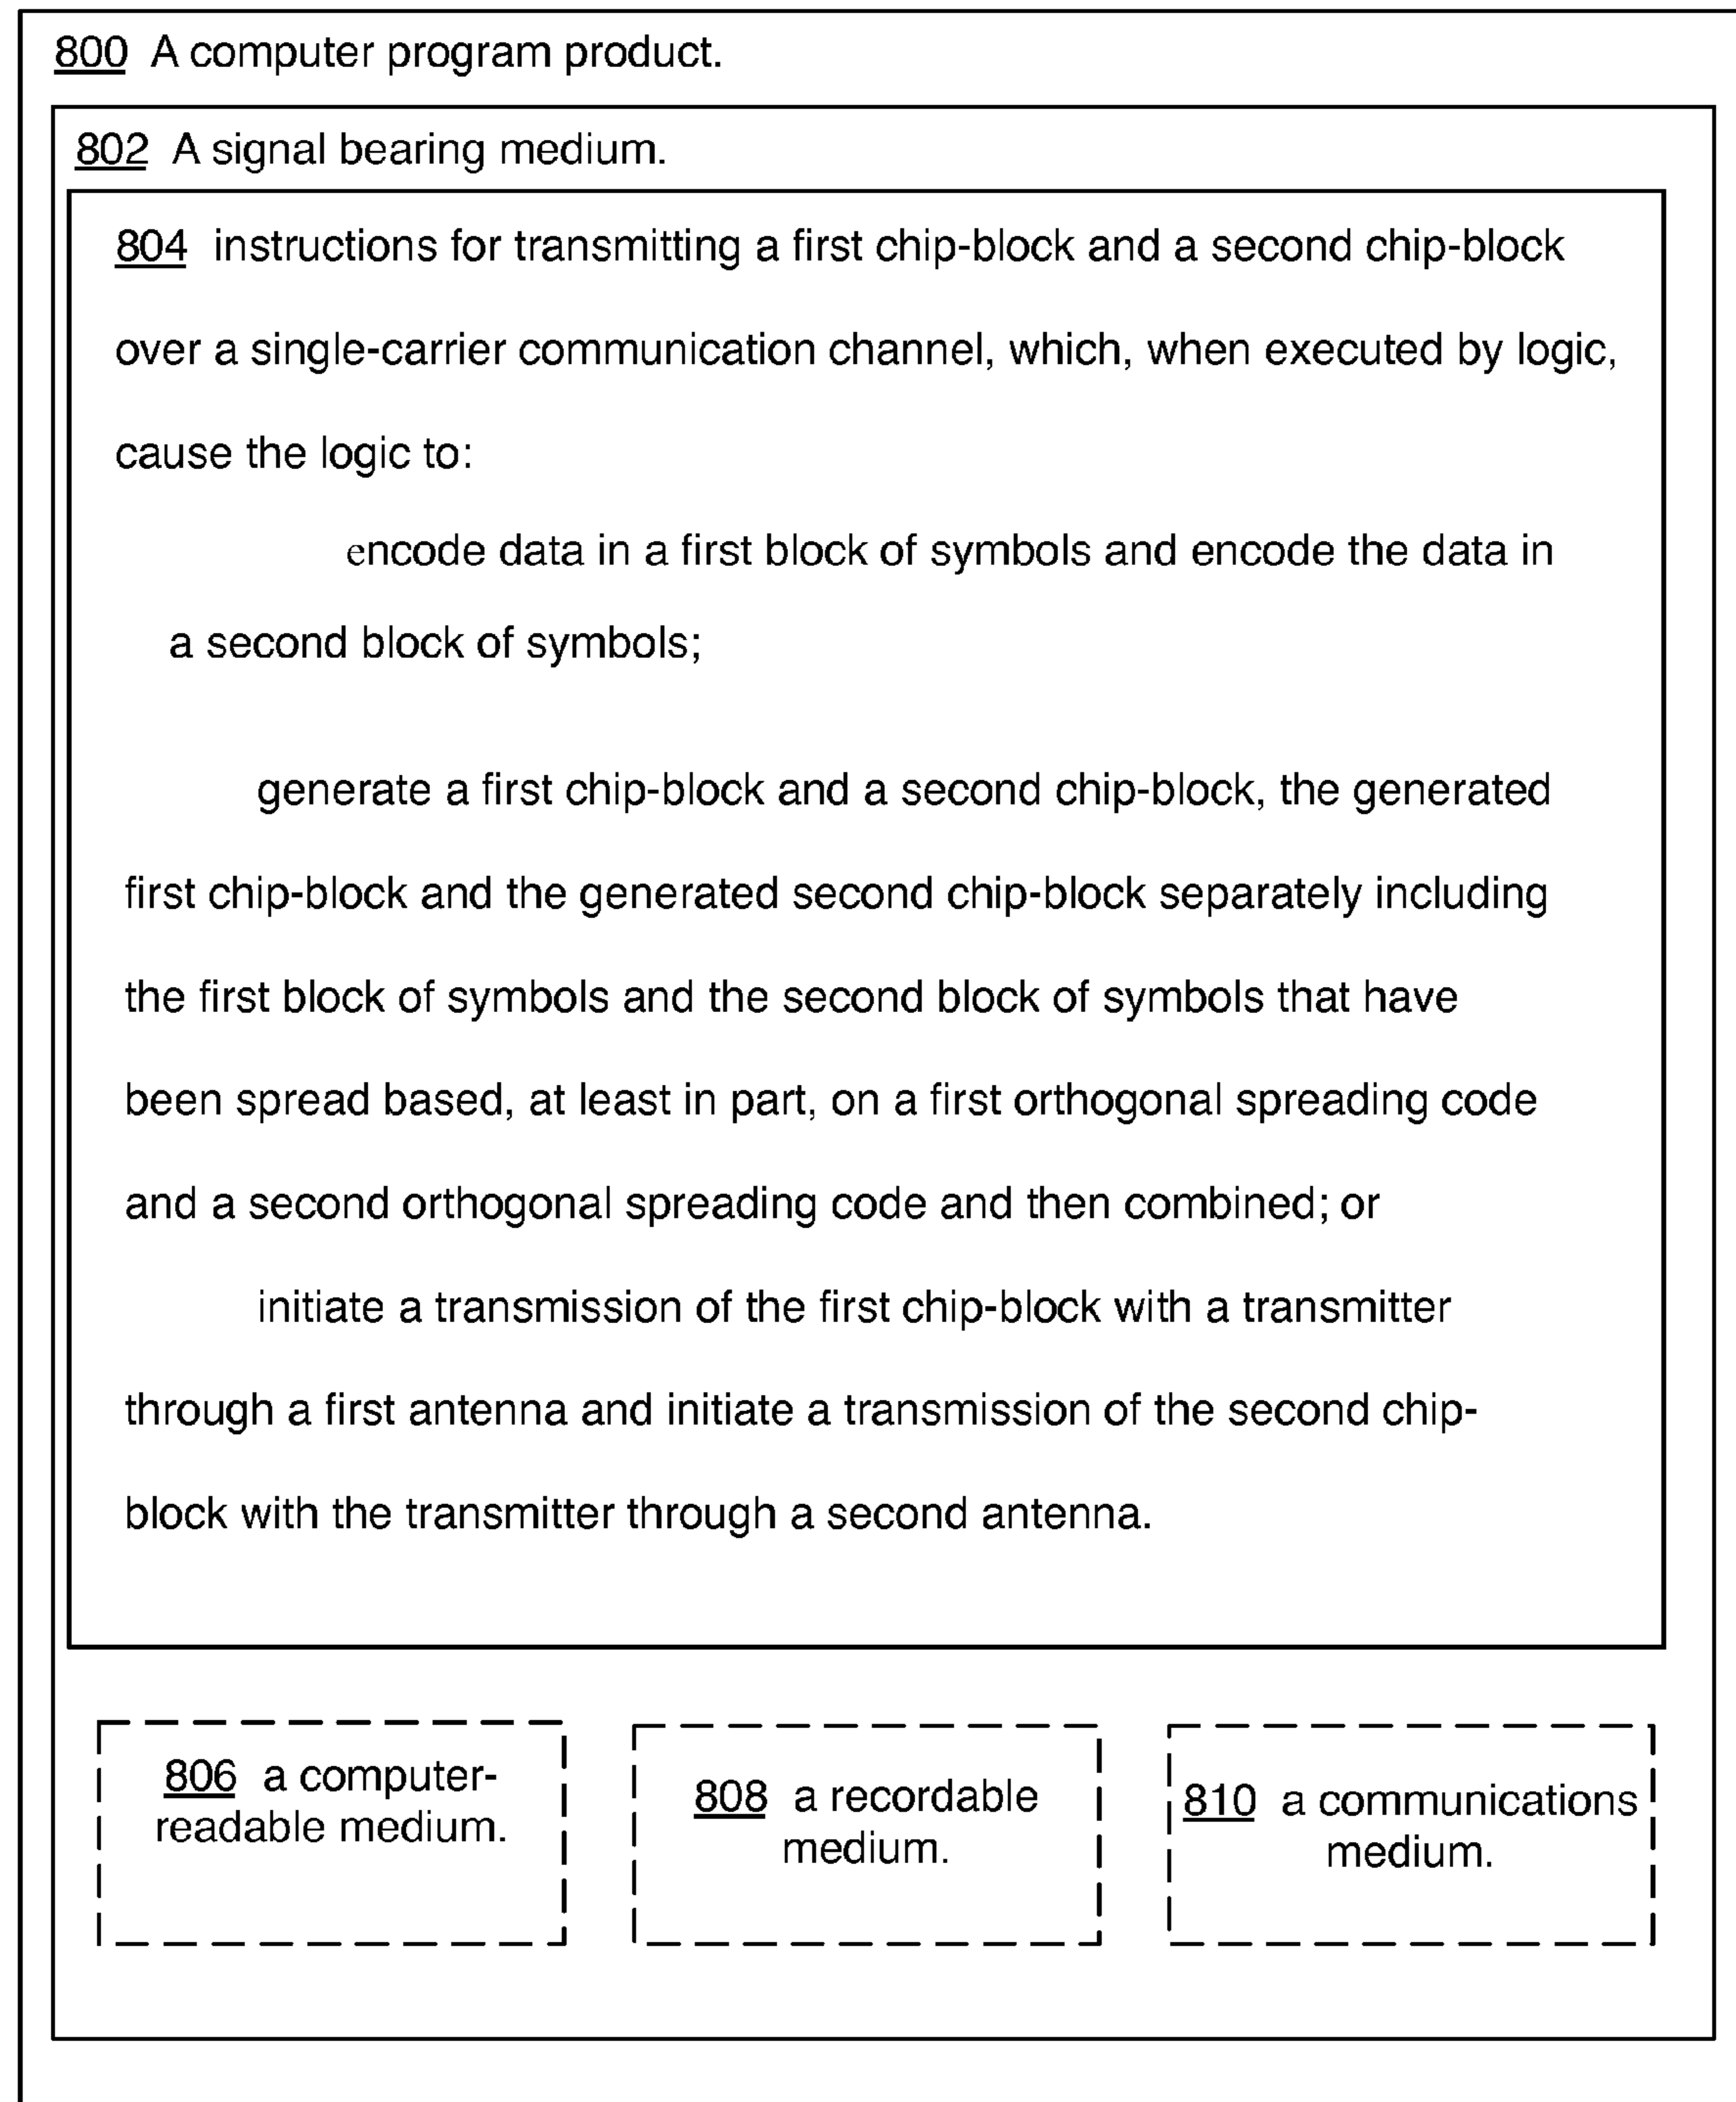 800 A computer program product.
802 A signal bearing medium.
804 instructions for transmitting a first chip-block and a second chip-block
over a single-carrier communication channel, which, when executed by logic,
cause the logic to:
encode data in a first block of symbols and encode the data in
a second block of symbols;
generate a first chip-block and a second chip-block, the generated
first chip-block and the generated second chip-block separately including
the first block of symbols and the second block of symbols that have
been spread based, at least in part, on a first orthogonal spreading code
and a second orthogonal spreading code and then combined; or
initiate a transmission of the first chip-block with a transmitter
through a first antenna and initiate a transmission of the second chip-
block with the transmitter through a second antenna.
806 a computer-
readable medium.
808 a recordable
medium.
810 a communications
medium.